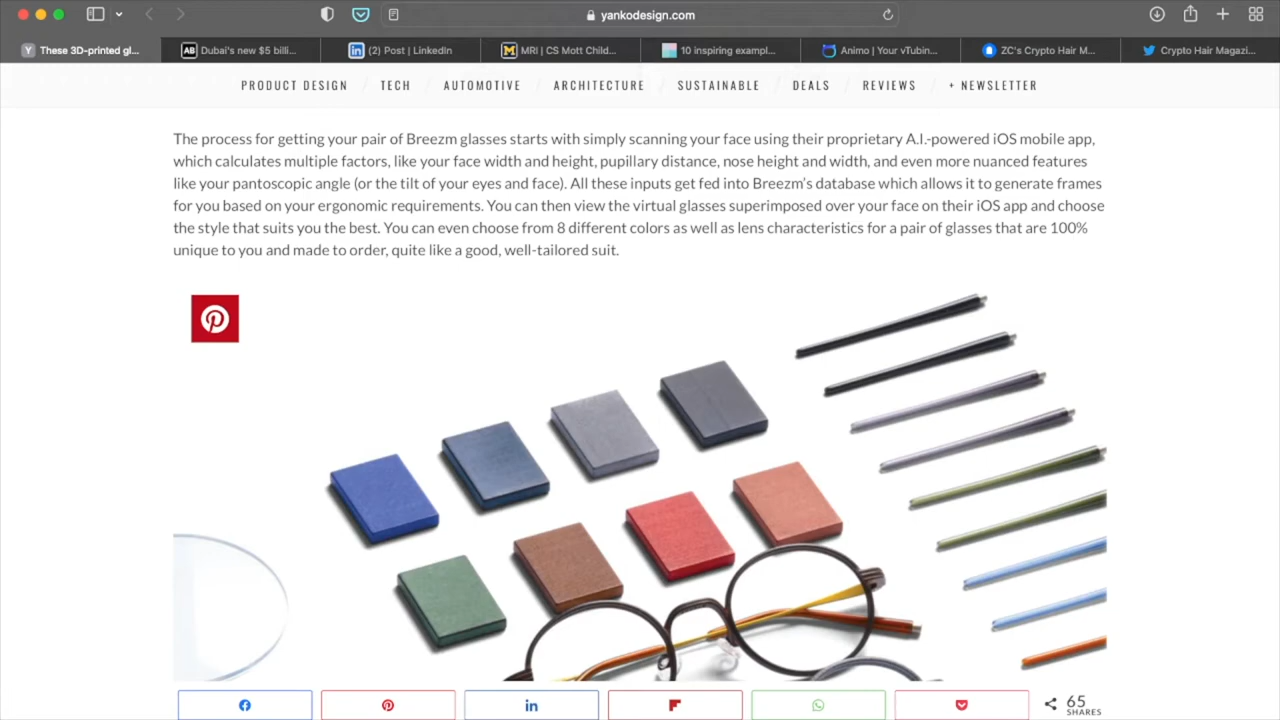 yankodesign.com
Y These 3D-printed gl...
AB Dubai's new $5 billi...
in (2) Post | LinkedIn
M MRI | CS Mott Child...
10 inspiring exampl...
Animo | Your vTubin...
ZC's Crypto Hair M...
Crypto Hair Magazi...
PRODUCT DESIGN / TECH / AUTOMOTIVE / ARCHITECTURE / SUSTAINABLE / DEALS / REVIEWS / + NEWSLETTER
The process for getting your pair of Breezm glasses starts with simply scanning your face using their proprietary A.I.-powered iOS mobile app,
which calculates multiple factors, like your face width and height, pupillary distance, nose height and width, and even more nuanced features
like your pantoscopic angle (or the tilt of your eyes and face). All these inputs get fed into Breezm's database which allows it to generate frames
for you based on your ergonomic requirements. You can then view the virtual glasses superimposed over your face on their iOS app and choose
the style that suits you the best. You can even choose from 8 different colors as well as lens characteristics for a pair of glasses that are 100%
unique to you and made to order, quite like a good, well-tailored suit.
in
65
SHARES